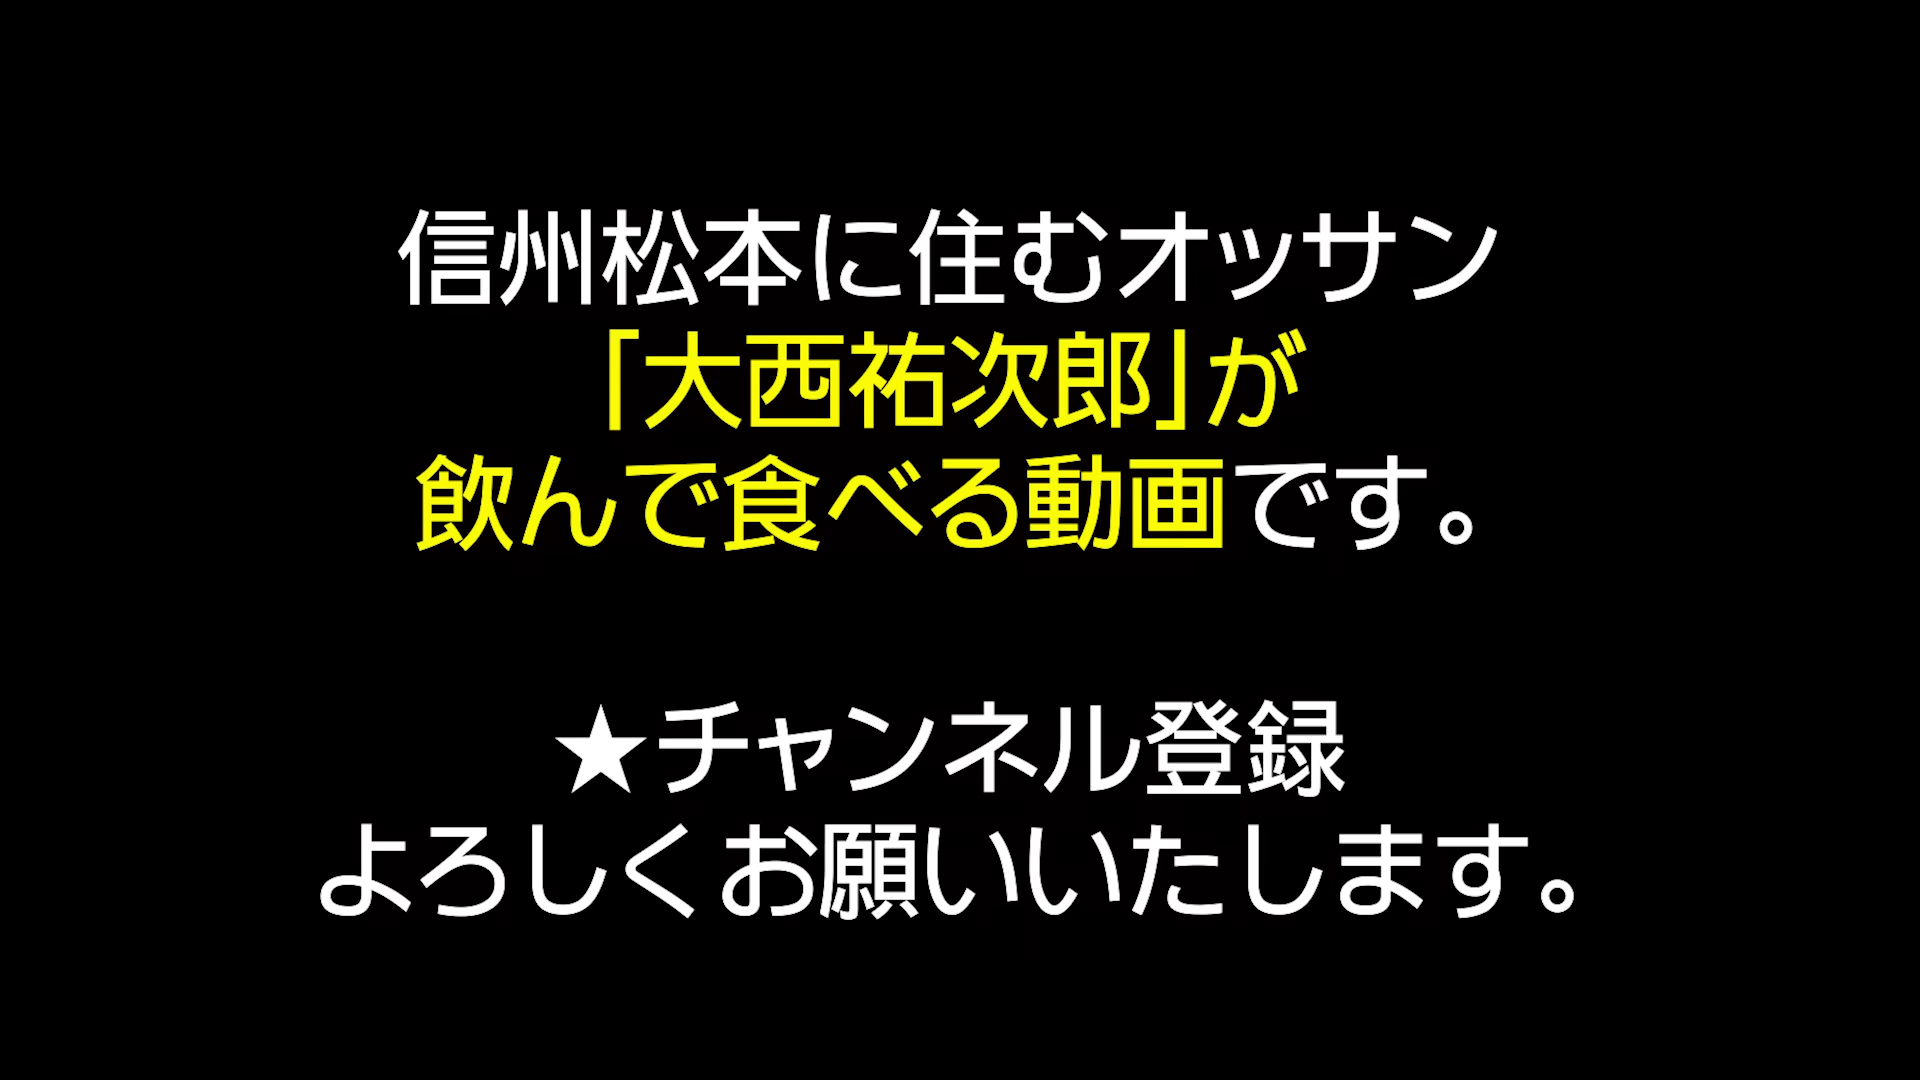 信州松本に住むオッサン
「大西祐次郎」が
飲んで食べる動画です。
★チャンネル登録
よろしくお願いいたします。